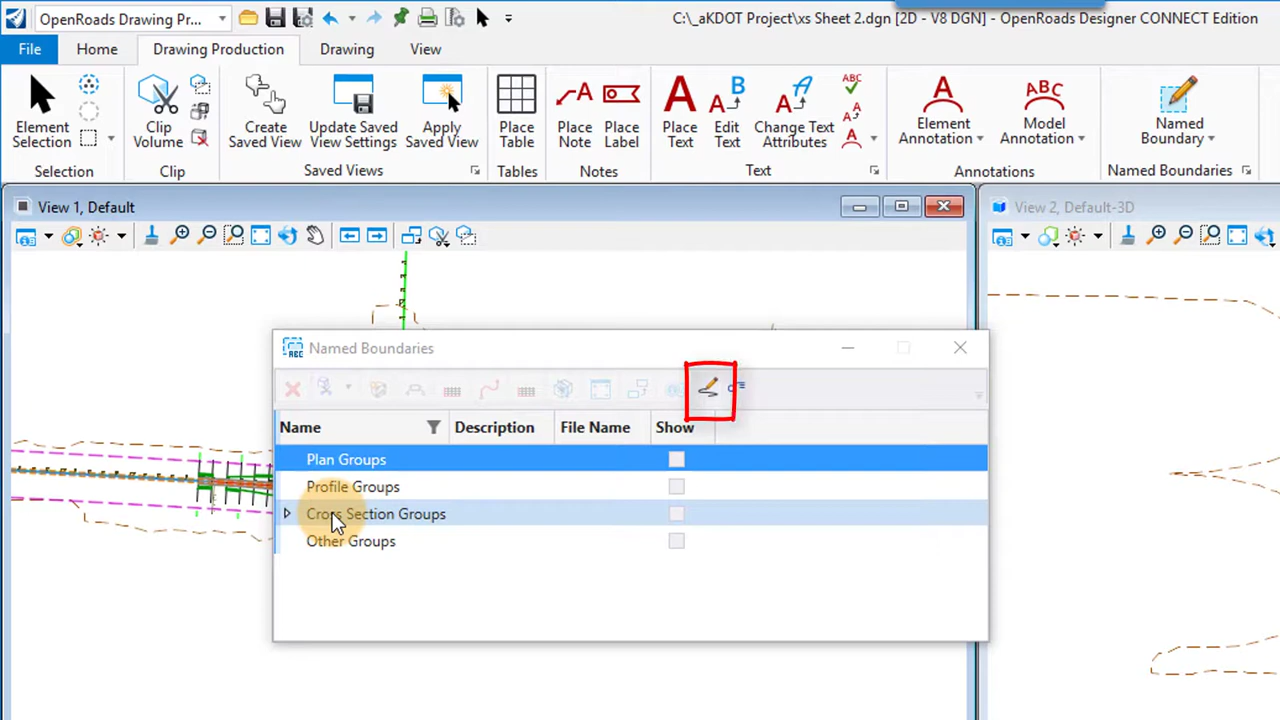 OpenRoads Drawing Pr...
C:\_aKDOT Project\xs Sheet 2.dgn [2D - V8 DGN] - OpenRoads Designer CONNECT Edition
File
Home
Drawing Production
Drawing
View
Element Selection
Clip Volume
Create Saved View
Update Saved View Settings
Apply Saved View
Place Table
Place Note
Place Label
Place Text
Edit Text
Change Text Attributes
ABC
Element Annotation
Model Annotation
Named Boundary
Selection
Clip
Saved Views
Tables
Notes
Text
Annotations
Named Boundaries
View 1, Default
View 2, Default-3D
ABC
Named Boundaries
Name
Description
File Name
Show
Plan Groups
Profile Groups
Cross Section Groups
Other Groups